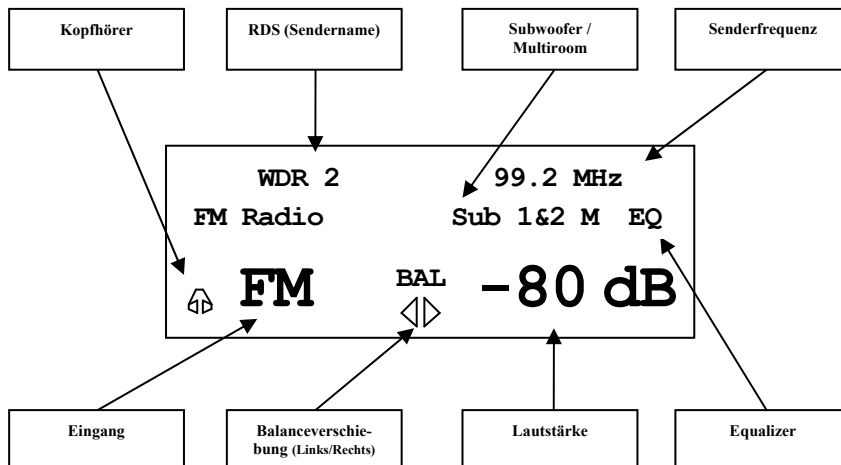 Kopfhörer
RDS (Sendername)
Subwoofer /
Multiroom
Senderfrequenz
WDR 2
99.2 MHz
FM Radio
Sub 1&2 M EQ
FM
BAL
-80 dB
Eingang
Balanceverschie-
bung (Links/Rechts)
Lautstärke
Equalizer